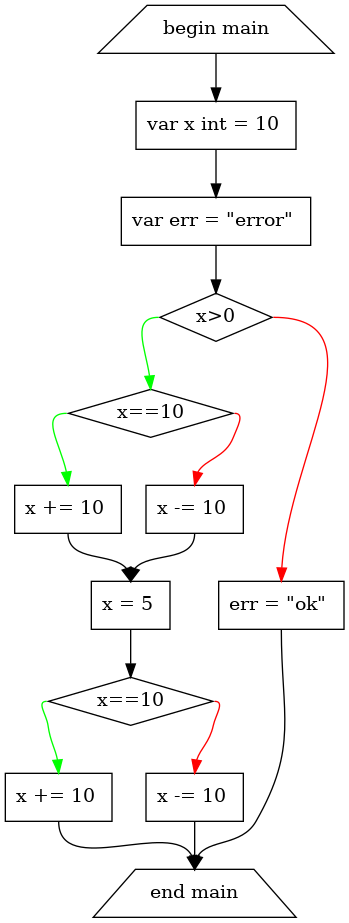 begin main
var x int = 10
var err = "error"
x>0
x==10
x += 10
x -= 10
x = 5
err = "ok"
x==10
x += 10
x -= 10
end main